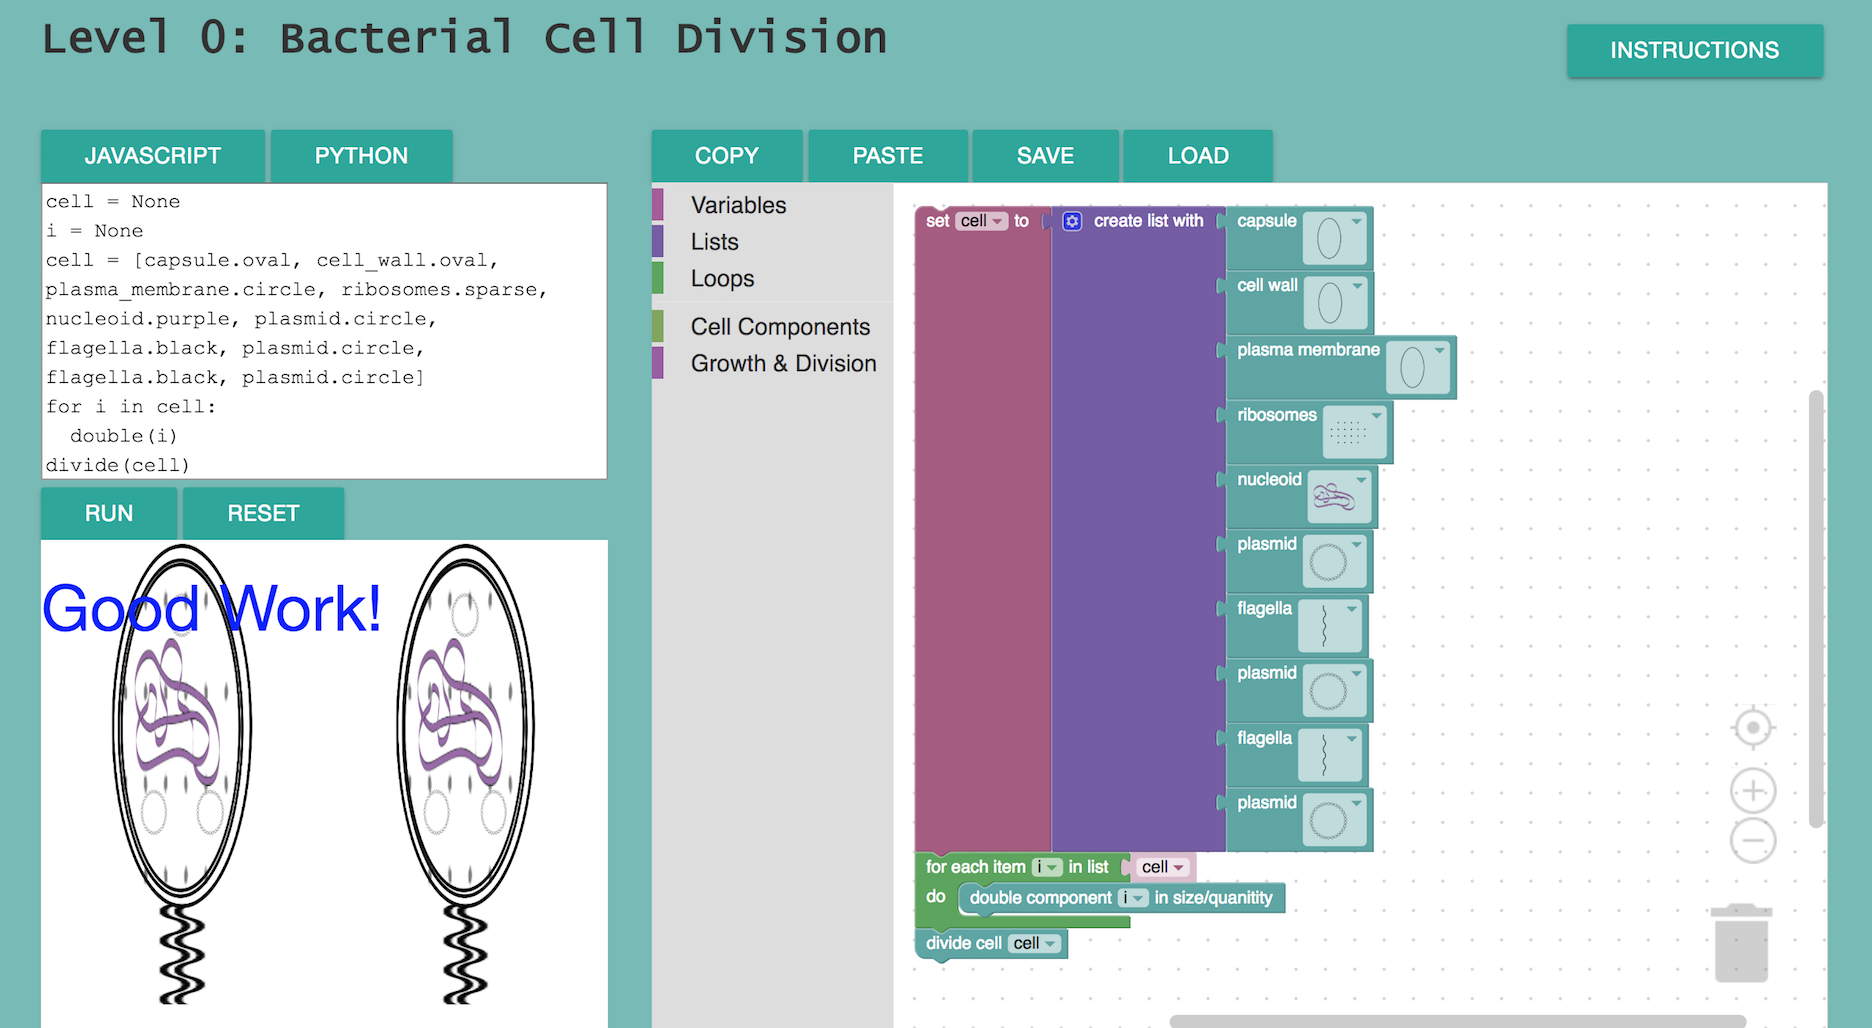 Level 0: Bacterial Cell Division
INSTRUCTIONS
JAVASCRIPT
PYTHON
cell = None
i = None
cell = [capsule.oval, cell_wall.oval,
plasma_membrane.circle, ribosomes.sparse,
nucleoid.purple, plasmid.circle,
flagella.black, plasmid.circle,
flagella.black, plasmid.circle]
for i in cell:
  double(i)
divide(cell)
RUN
RESET
Good Work!
COPY
PASTE
SAVE
LOAD
Variables
Lists
Loops
Cell Components
Growth & Division
set cell to
create list with
capsule
cell wall
plasma membrane
ribosomes
nucleoid
plasmid
flagella
plasmid
flagella
plasmid
for each item i in list cell
do double component i in size/quanitity
divide cell cell